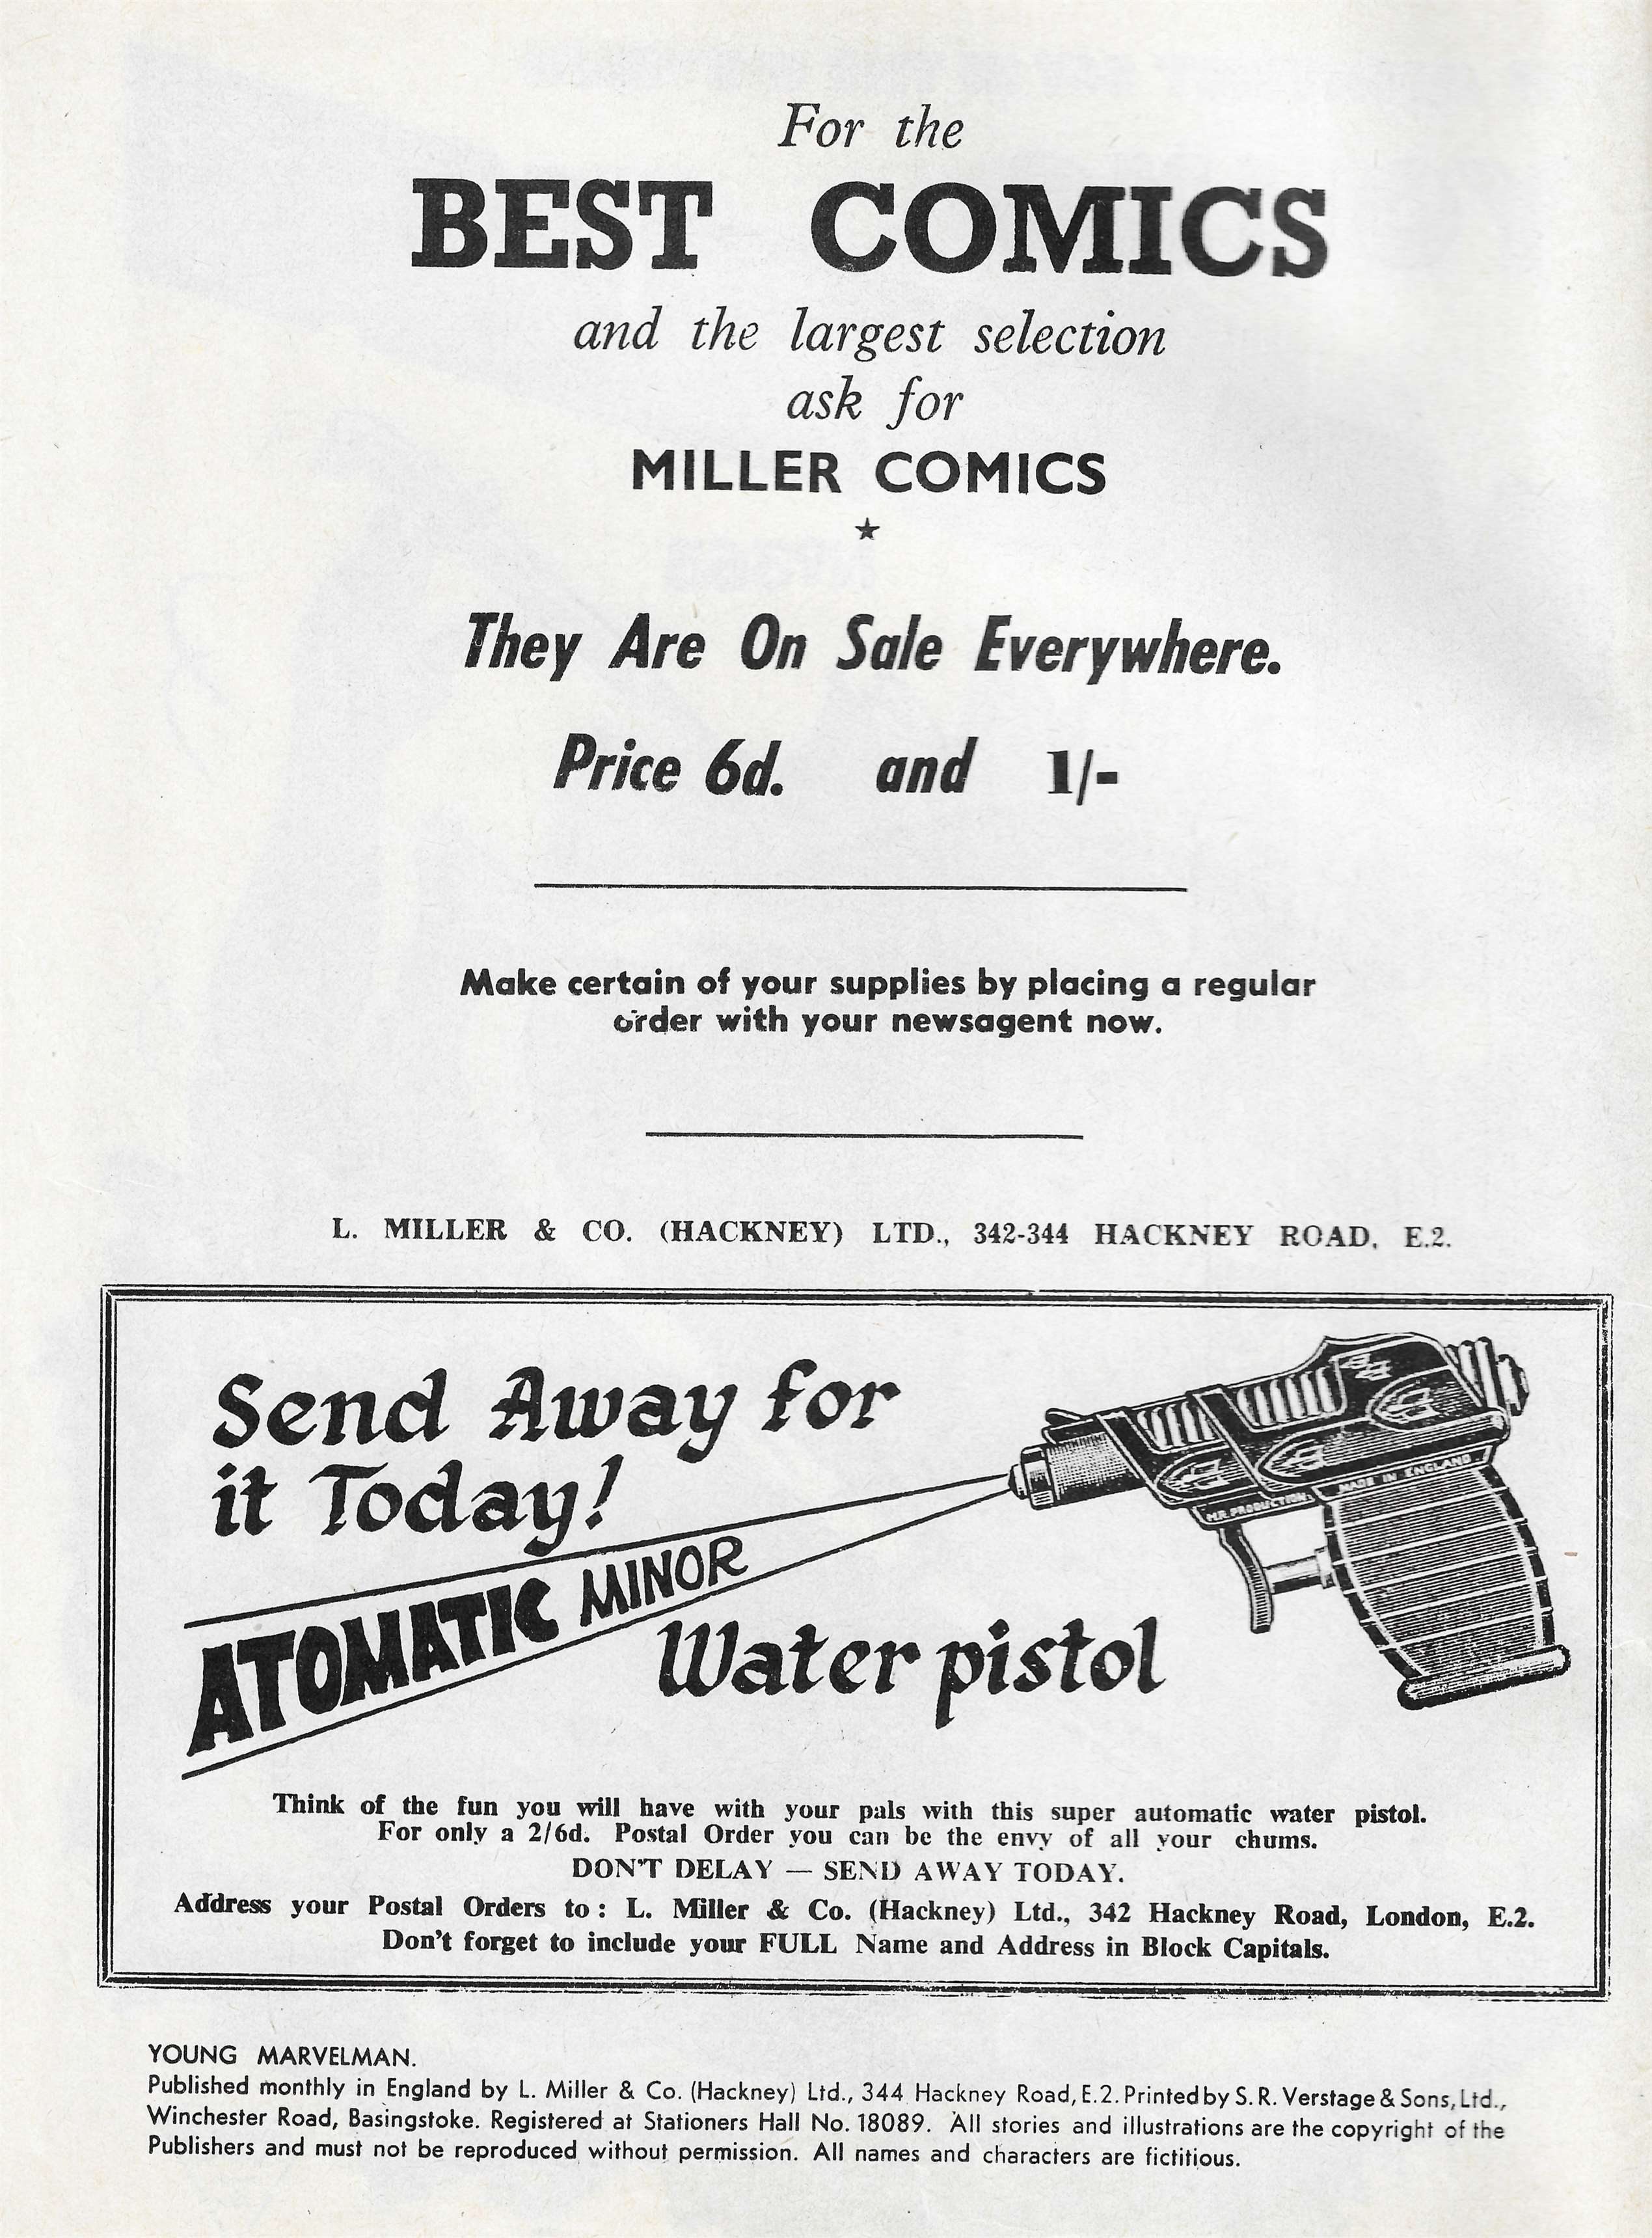 For the
BEST COMICS
and the largest selection
ask for
MILLER COMICS
They Are On Sale Everywhere.
Price 6d. and 1/-
Make certain of your supplies by placing a regular
order with your newsagent now.
L. MILLER & CO. (HACKNEY) LTD., 342-344 HACKNEY ROAD, E.2.
Send Away for
it Today!
ATOMATIC MINOR
Water pistol
M.R. PRODUCTION.
MADE IN ENGLAND
Think of the fun you will have with your pals with this super automatic water pistol.
For only a 2/6d. Postal Order you can be the envy of all your chums.
DON'T DELAY — SEND AWAY TODAY.
Address your Postal Orders to: L. Miller & Co. (Hackney) Ltd., 342 Hackney Road, London, E.2.
Don't forget to include your FULL Name and Address in Block Capitals.
YOUNG MARVELMAN.
Published monthly in England by L. Miller & Co. (Hackney) Ltd., 344 Hackney Road, E.2. Printed by S. R. Verstage & Sons, Ltd.,
Winchester Road, Basingstoke. Registered at Stationers Hall No. 18089. All stories and illustrations are the copyright of the
Publishers and must not be reproduced without permission. All names and characters are fictitious.